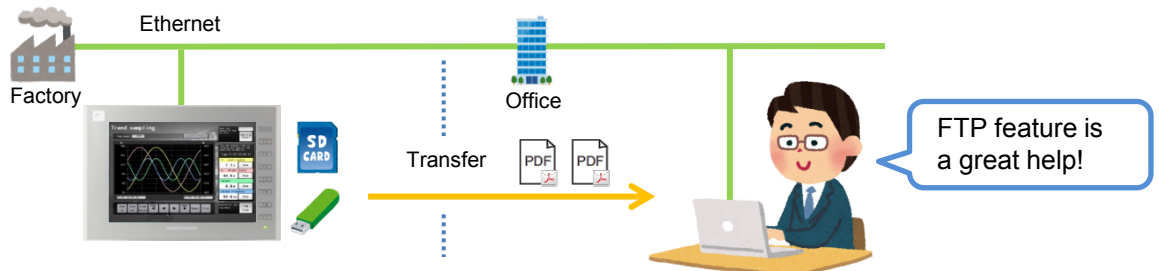 Ethernet
Factory
Office
Trend sampling
SD
CARD
Transfer
PDF
PDF
FTP feature is
a great help!